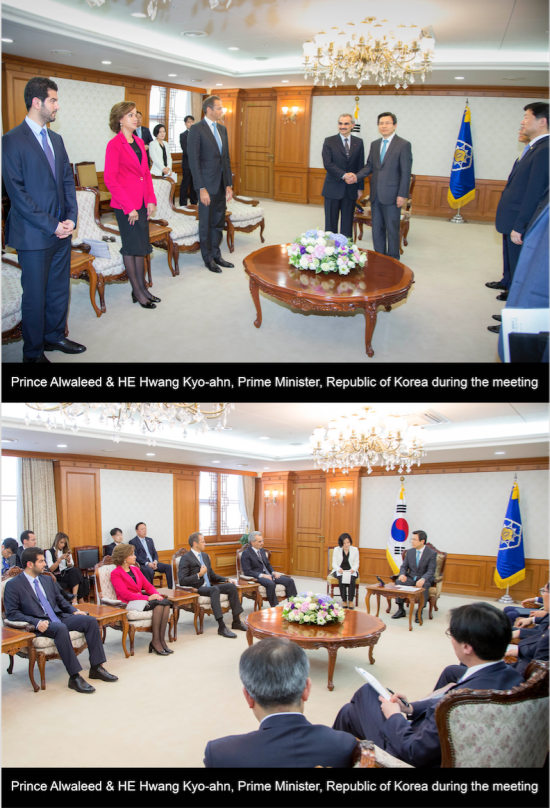 Prince Alwaleed & HE Hwang Kyo-ahn, Prime Minister, Republic of Korea during the meeting
Prince Alwaleed & HE Hwang Kyo-ahn, Prime Minister, Republic of Korea during the meeting